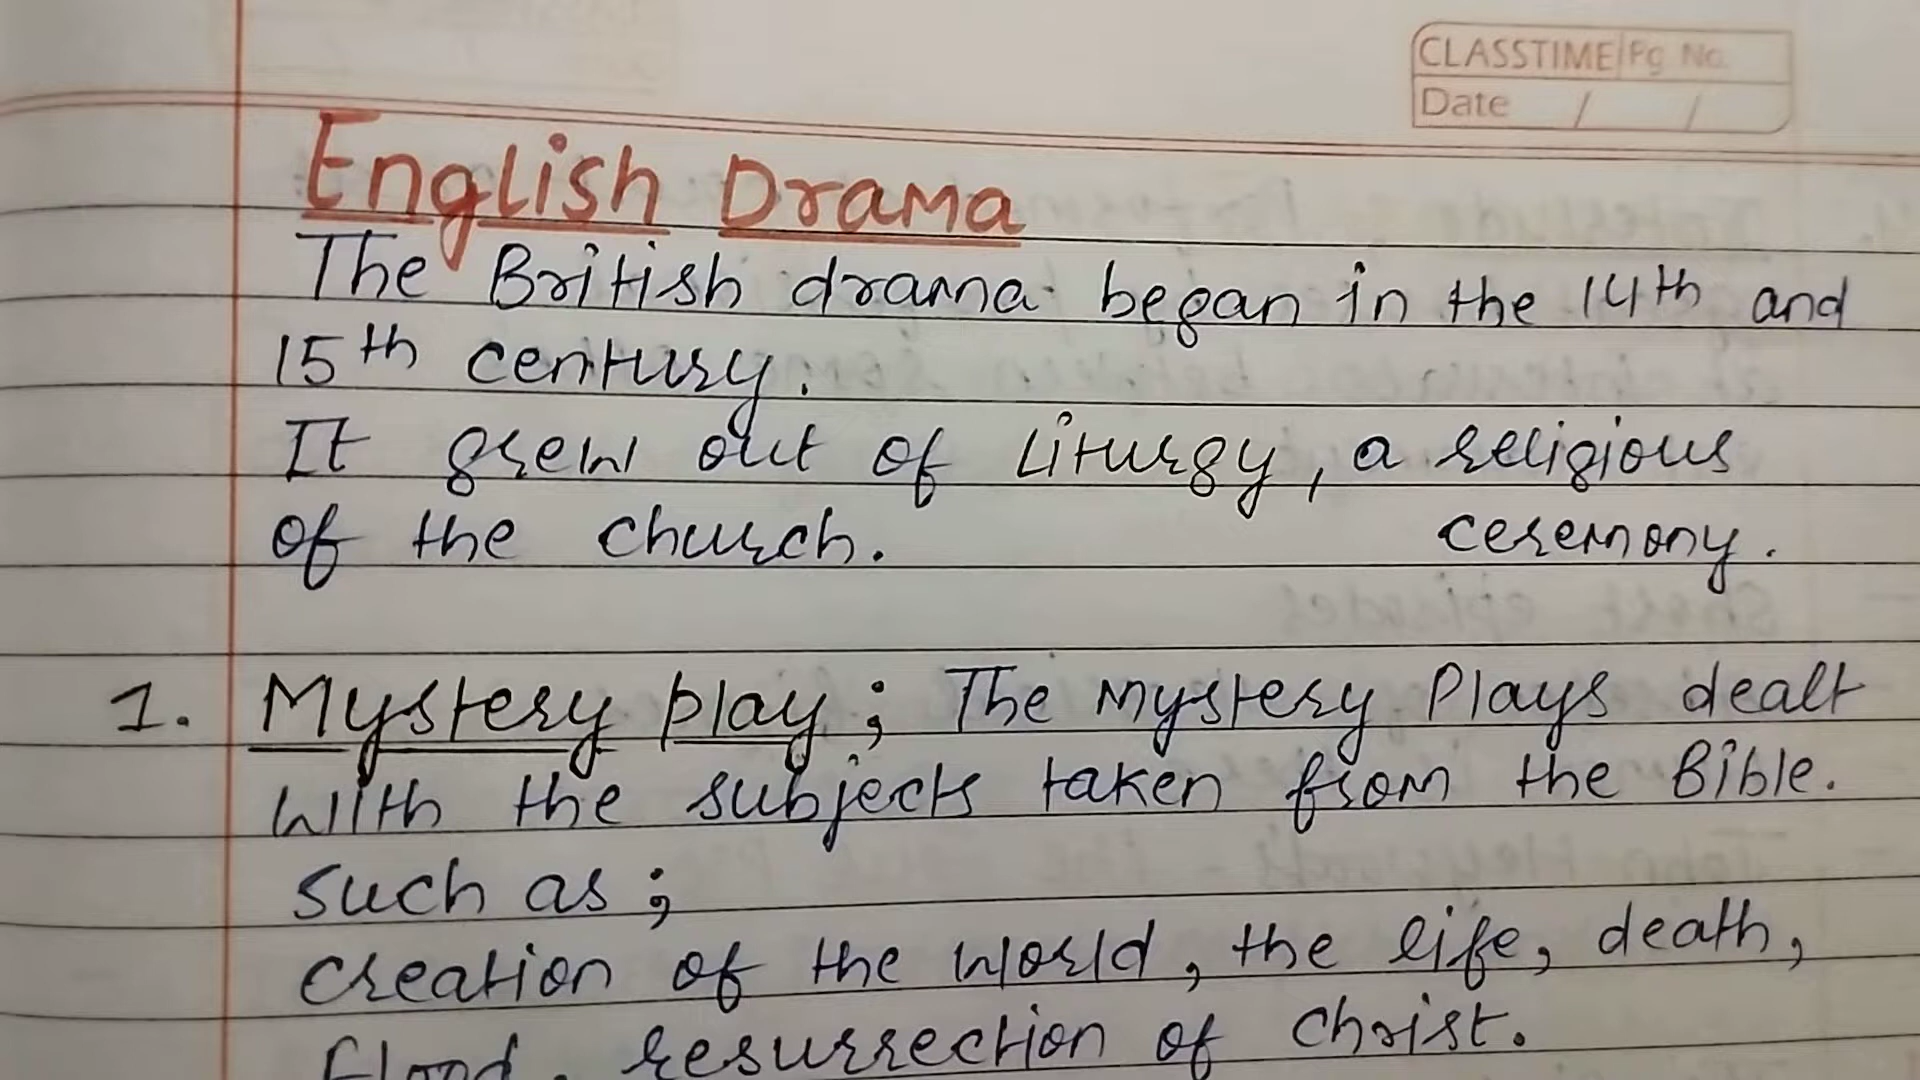 CLASSTIME Pg No.
Date / /
English Drama
The British drama began in the 14th and
15th century.
It grew out of Liturgy, a religious
of the church. ceremony.
1. Mystery play; The Mystery Plays dealt
with the subjects taken from the Bible.
such as;
creation of the world, the life, death,
flood, resurrection of Christ.